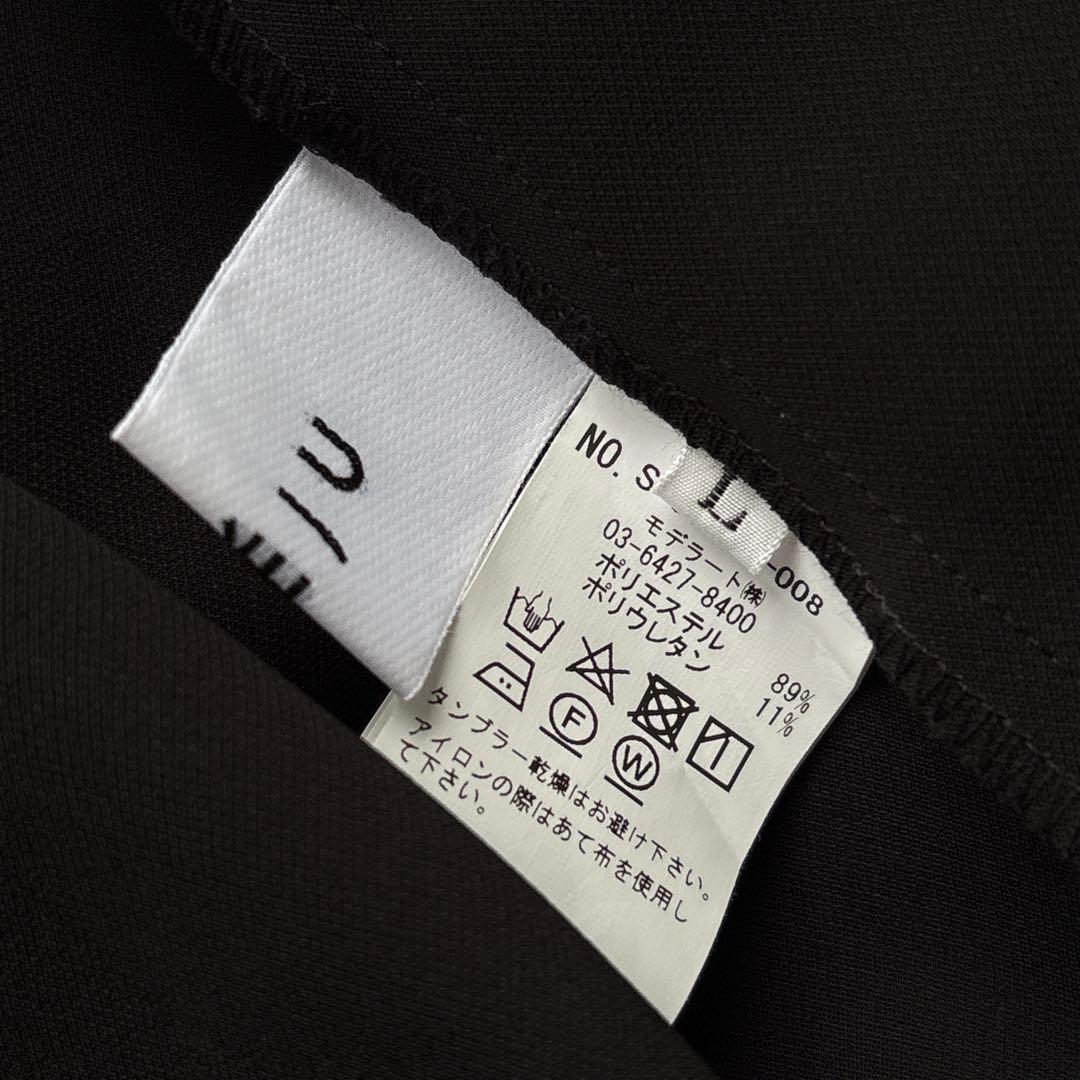 NO. S
L
-008
モデラート㈱
03-6427-8400
ポリエステル 89%
ポリウレタン 11%
F
W
タンブラー乾燥はお避け下さい。
アイロンの際はあて布を使用し
て下さい。